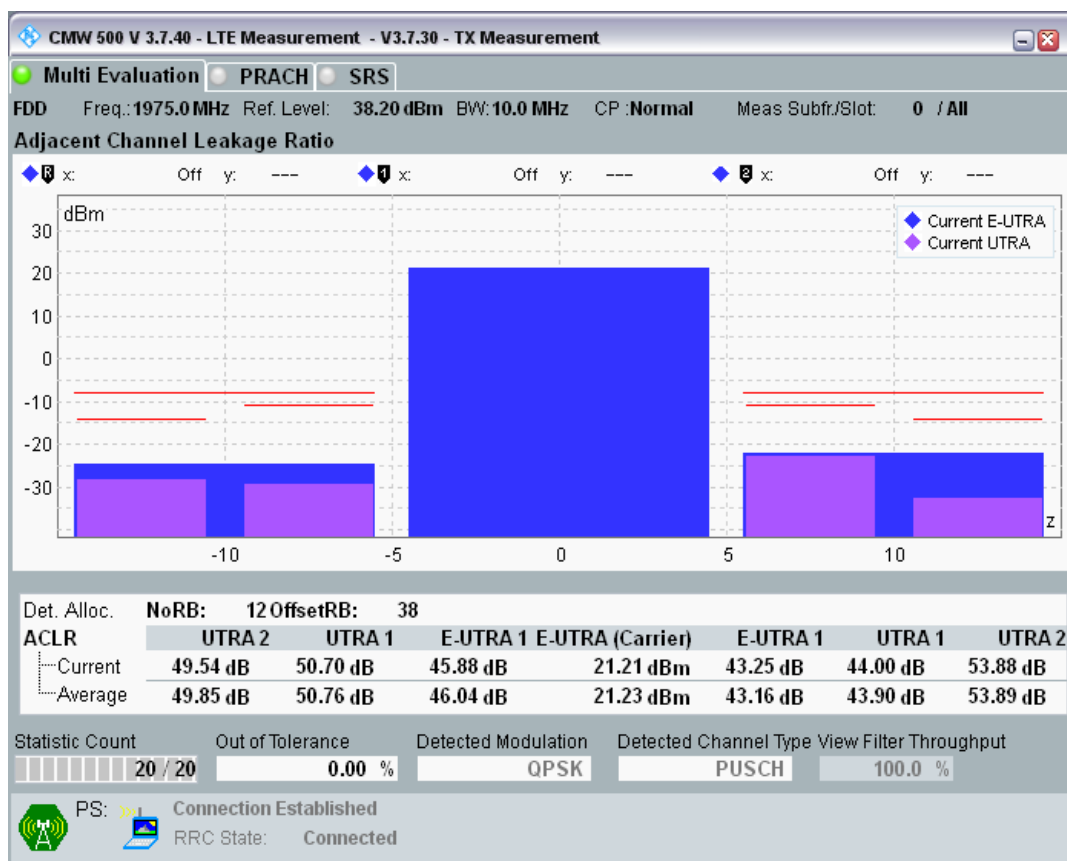 CMW 500 V 3.7.40 - LTE Measurement - V3.7.30 - TX Measurement
Multi Evaluation PRACH SRS
FDD Freq.: 1975.0 MHz Ref. Level: 38.20 dBm BW: 10.0 MHz CP :Normal Meas Subfr./Slot: 0 / All
Adjacent Channel Leakage Ratio
R x: Off y: --- 1 x: Off y: --- 2 x: Off y: ---
dBm
Current E-UTRA
Current UTRA
30
20
10
0
-10
-20
-30
z
-10 -5 0 5 10
Det. Alloc. NoRB: 12 OffsetRB: 38
ACLR UTRA 2 UTRA 1 E-UTRA 1 E-UTRA (Carrier) E-UTRA 1 UTRA 1 UTRA 2
Current 49.54 dB 50.70 dB 45.88 dB 21.21 dBm 43.25 dB 44.00 dB 53.88 dB
Average 49.85 dB 50.76 dB 46.04 dB 21.23 dBm 43.16 dB 43.90 dB 53.89 dB
Statistic Count Out of Tolerance Detected Modulation Detected Channel Type View Filter Throughput
20 / 20 0.00 % QPSK PUSCH 100.0 %
PS: Connection Established
RRC State: Connected